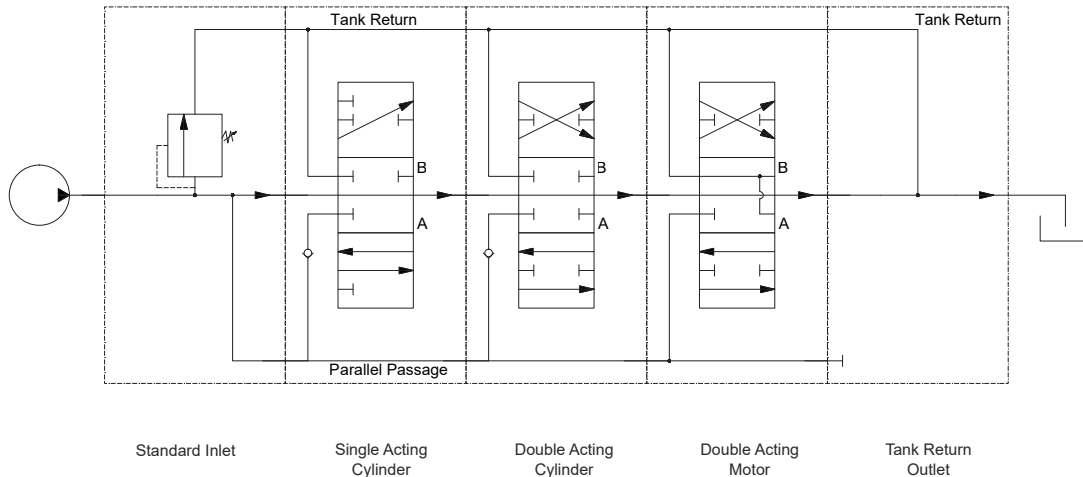 Tank Return
Tank Return
B
B
B
A
A
A
Parallel Passage
Standard Inlet
Single Acting
Cylinder
Double Acting
Cylinder
Double Acting
Motor
Tank Return
Outlet